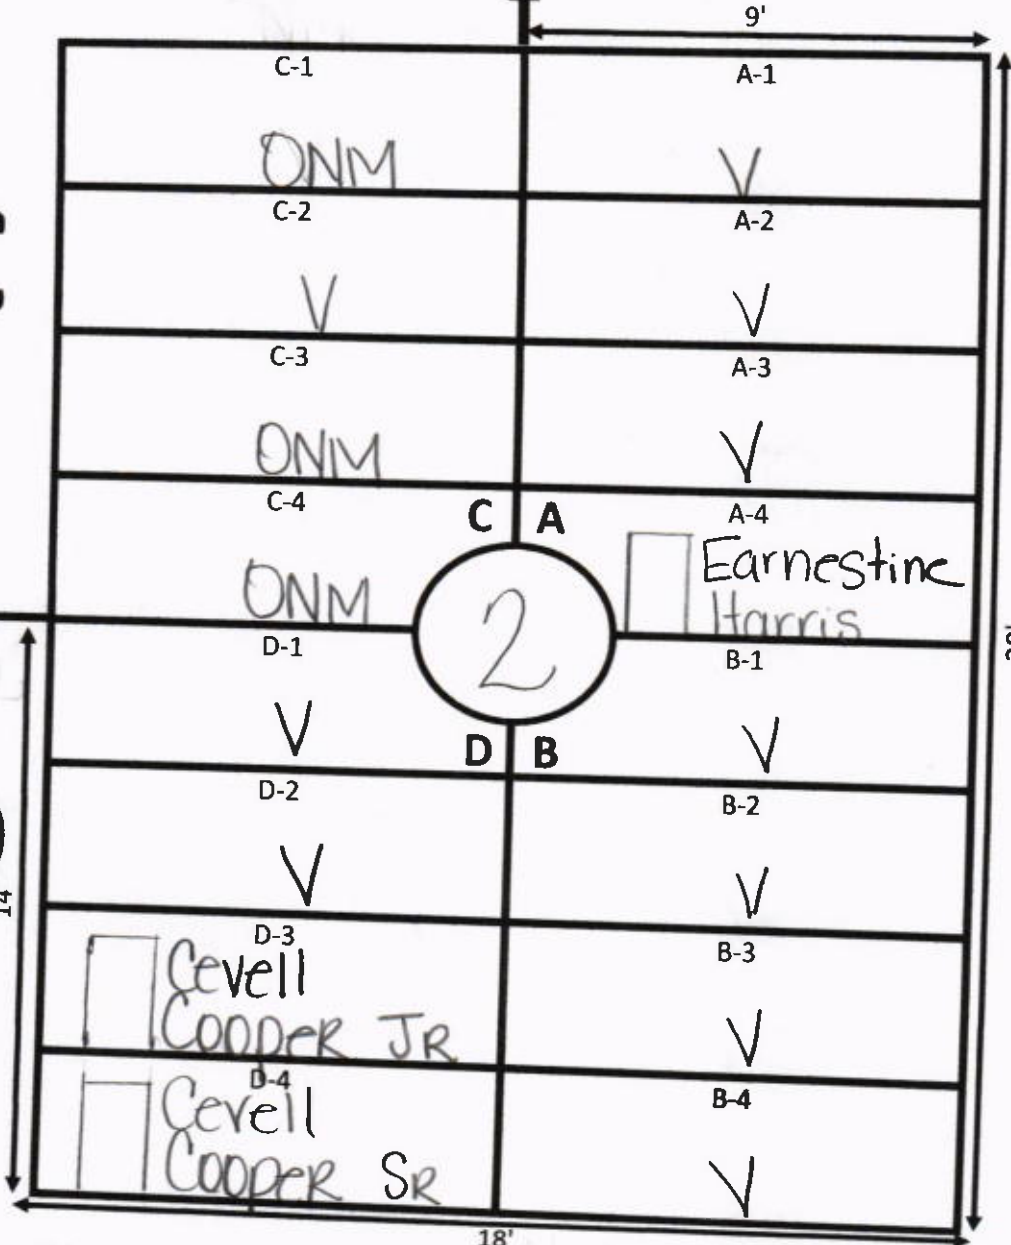 9'
C-1 A-1
ONM V
C-2 A-2
V V
C-3 A-3
ONM V
C-4 A-4
C A
Earnestine
ONM Harris
2
D-1 B-1
V V
D B
D-2 B-2
V V
D-3 B-3
Cevell
Cooper JR V
D-4 B-4
Cevell
Cooper SR V
14
18'